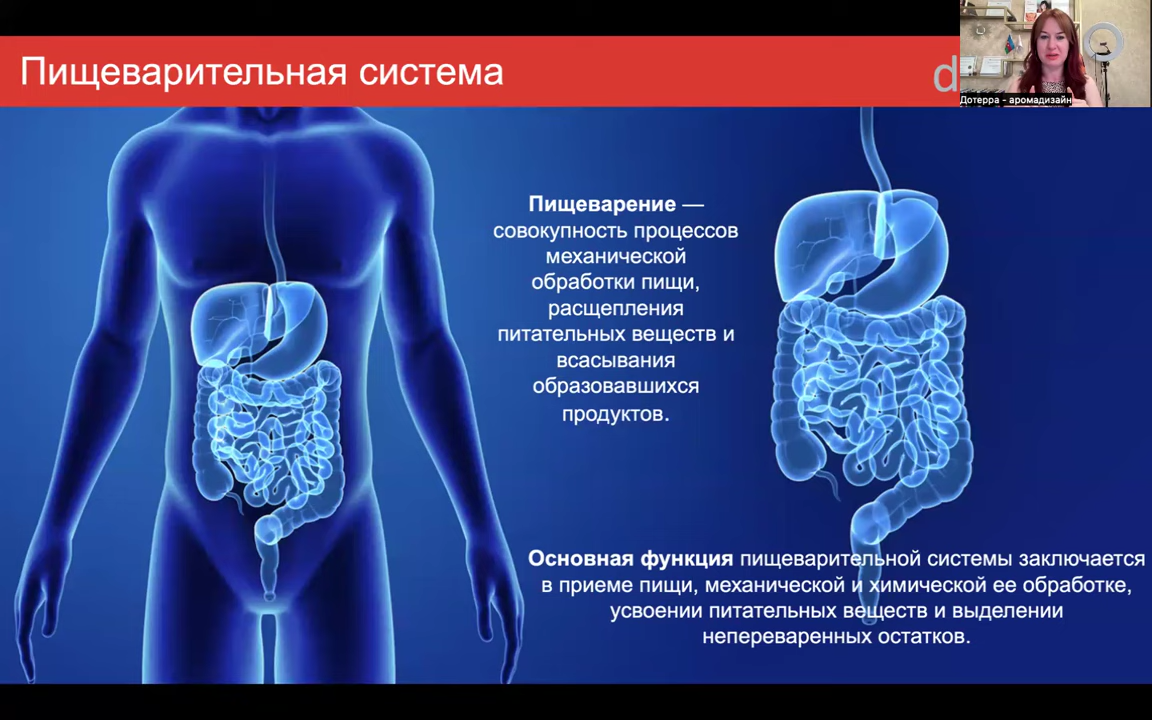 Пищеварительная система
d
Дотерра - аромадизайн
Пищеварение —
совокупность процессов
механической
обработки пищи,
расщепления
питательных веществ и
всасывания
образовавшихся
продуктов.
Основная функция пищеварительной системы заключается
в приеме пищи, механической и химической ее обработке,
усвоении питательных веществ и выделении
непереваренных остатков.